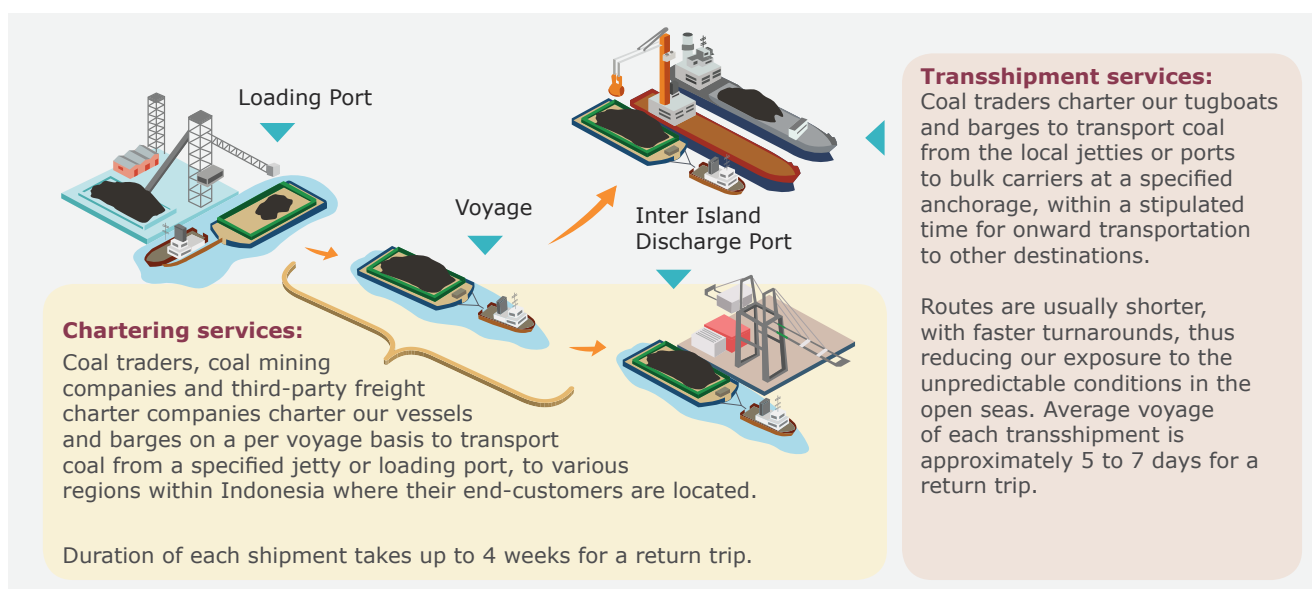 Loading Port
Voyage
Inter Island
Discharge Port
Chartering services:
Coal traders, coal mining
companies and third-party freight
charter companies charter our vessels
and barges on a per voyage basis to transport
coal from a specified jetty or loading port, to various
regions within Indonesia where their end-customers are located.
Duration of each shipment takes up to 4 weeks for a return trip.
Transshipment services:
Coal traders charter our tugboats
and barges to transport coal
from the local jetties or ports
to bulk carriers at a specified
anchorage, within a stipulated
time for onward transportation
to other destinations.
Routes are usually shorter,
with faster turnarounds, thus
reducing our exposure to the
unpredictable conditions in the
open seas. Average voyage
of each transshipment is
approximately 5 to 7 days for a
return trip.